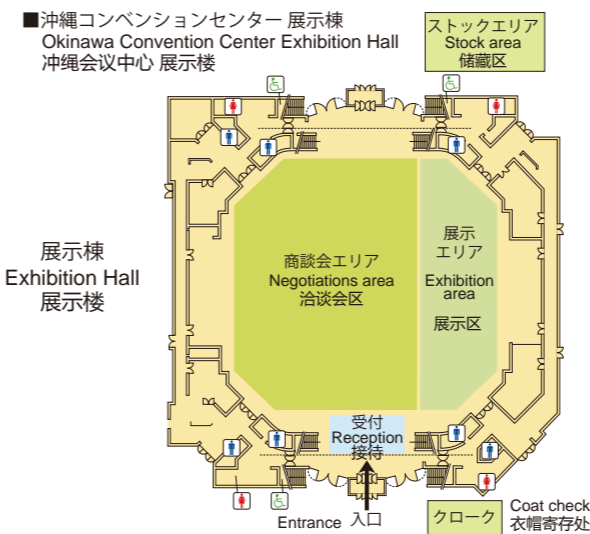 ■沖縄コンベンションセンター 展示棟
Okinawa Convention Center Exhibition Hall
冲绳会议中心 展示楼
ストックエリア
Stock area
储藏区
展示棟
Exhibition Hall
展示楼
商談会エリア
Negotiations area
洽谈会区
展示
エリア
Exhibition
area
展示区
受付
Reception
接待
Entrance 入口
クローク
Coat check
衣帽寄存处